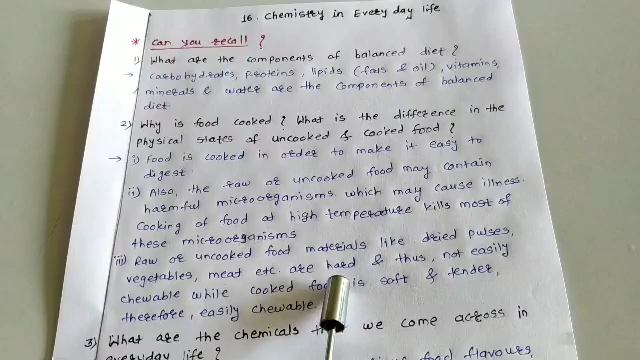 16. Chemistry in Every day life
* Can you recall ?
1) What are the components of balanced diet ?
→ Carbohydrates, proteins, lipids (fats & oil), vitamins,
minerals & water are the components of balanced
diet
2) Why is food cooked ? What is the difference in the
physical states of uncooked & cooked food ?
→ i) Food is cooked in order to make it easy to
digest
ii) Also, the raw or uncooked food may contain
harmful microorganisms which may cause illness.
Cooking of food at high temperature kills most of
these microorganisms
iii) Raw or uncooked food materials like dried pulses,
vegetables, meat etc. are hard & thus, not easily
chewable while cooked food is soft & tender,
therefore, easily chewable
3) What are the chemicals we come across in
everyday life ?
food flavours